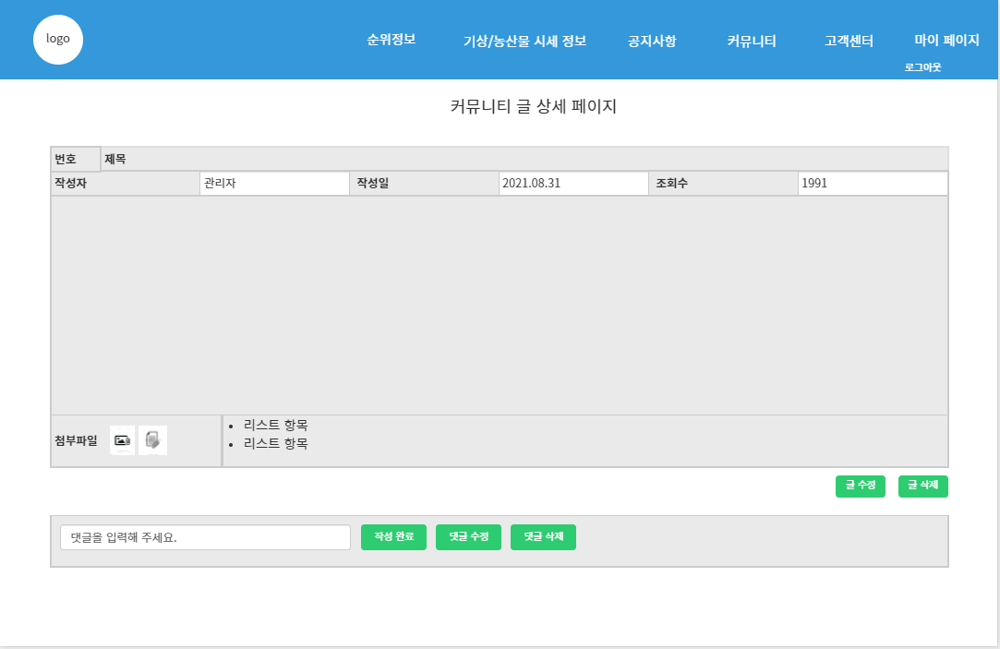 logo
순위정보 기상/농산물 시세 정보 공지사항 커뮤니티 고객센터 마이 페이지
로그아웃
커뮤니티 글 상세 페이지
번호 제목
작성자 관리자 작성일 2021.08.31 조회수 1991
첨부파일
• 리스트 항목
• 리스트 항목
글 수정 글 삭제
댓글을 입력해 주세요. 작성 완료 댓글 수정 댓글 삭제